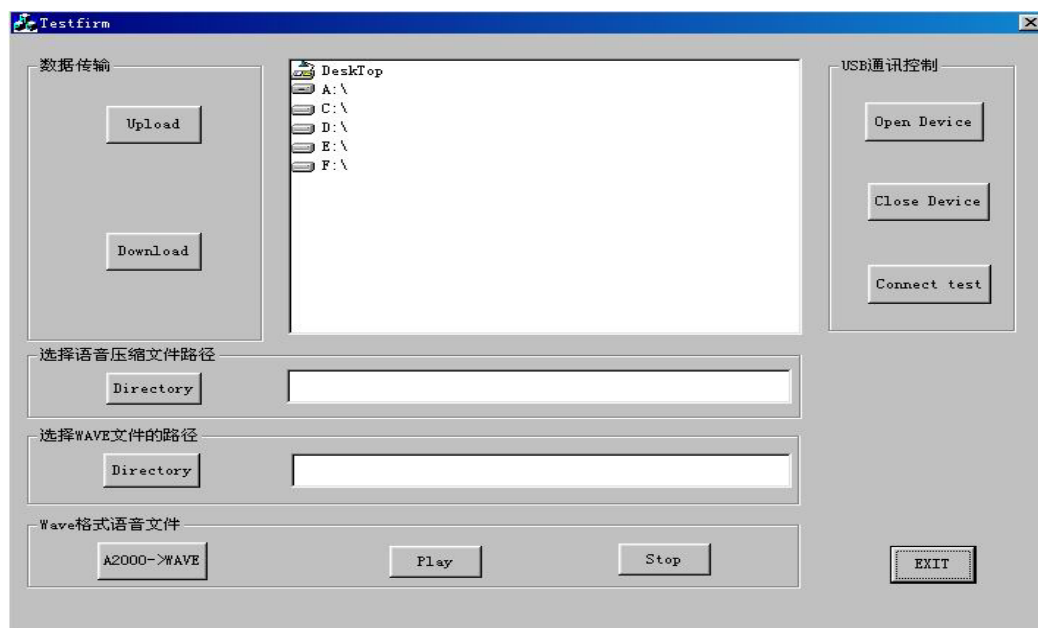 Testfirm
数据传输
Upload
Download
DeskTop
A:\
C:\
D:\
E:\
F:\
USB通讯控制
Open Device
Close Device
Connect test
选择语音压缩文件路径
Directory
选择WAVE文件的路径
Directory
Wave格式语音文件
A2000->WAVE
Play
Stop
EXIT